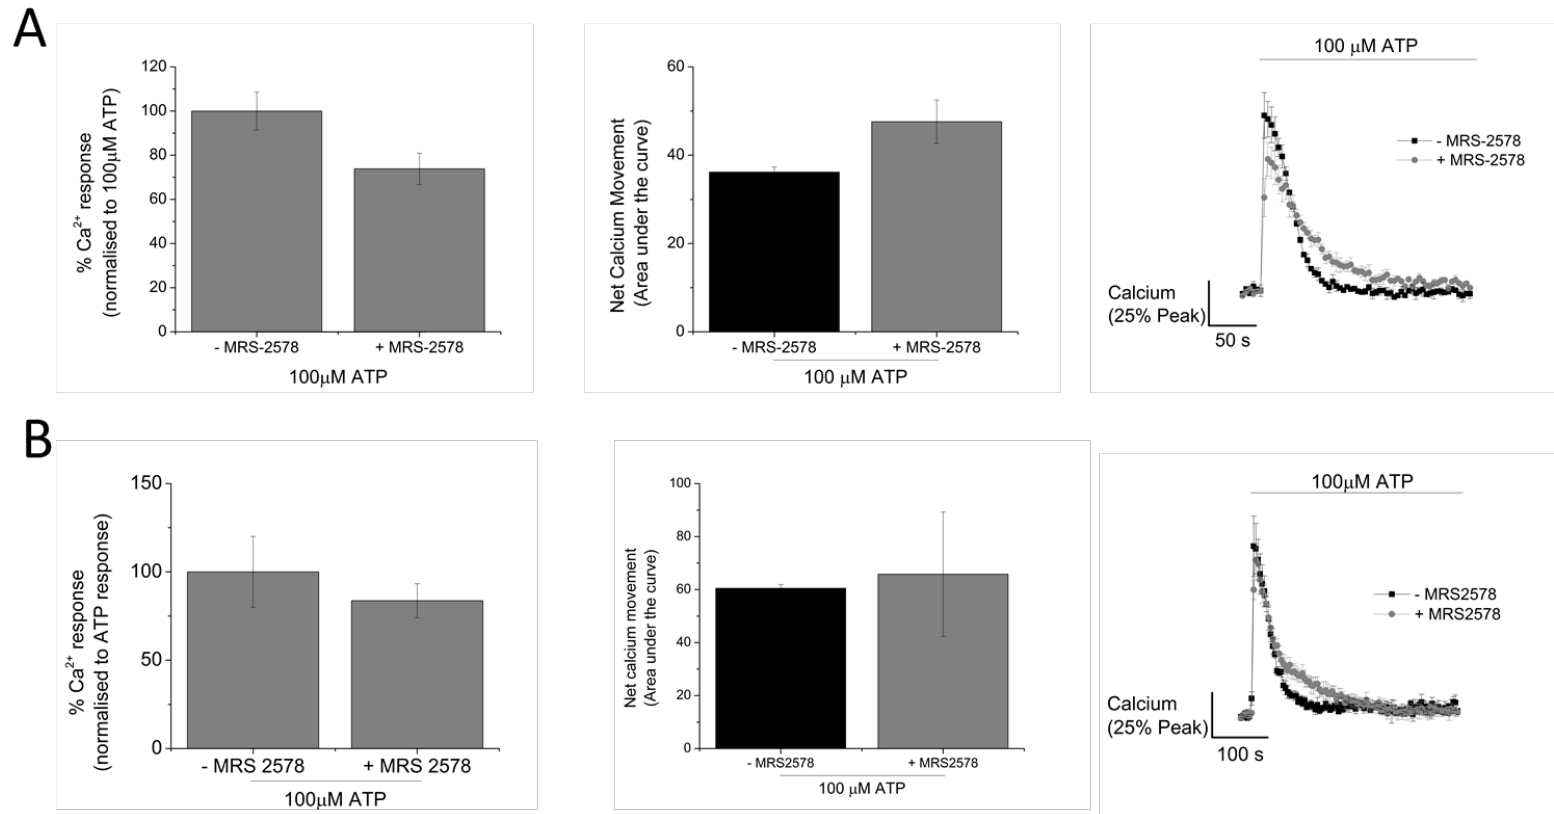 A
120
100
80
60
40
20
0
% Ca2+ response
(normalised to 100μM ATP)
- MRS-2578
+ MRS-2578
100μM ATP
60
40
20
0
Net Calcium Movement
(Area under the curve)
- MRS-2578
+ MRS-2578
100 μM ATP
100 μM ATP
- MRS-2578
+ MRS-2578
Calcium
(25% Peak)
50 s
B
150
100
50
0
% Ca2+ response
(normalised to ATP response)
- MRS 2578
+ MRS 2578
100μM ATP
100
80
60
40
20
0
Net calcium movement
(Area under the curve)
- MRS2578
+ MRS2578
100 μM ATP
100μM ATP
- MRS2578
+ MRS2578
Calcium
(25% Peak)
100 s